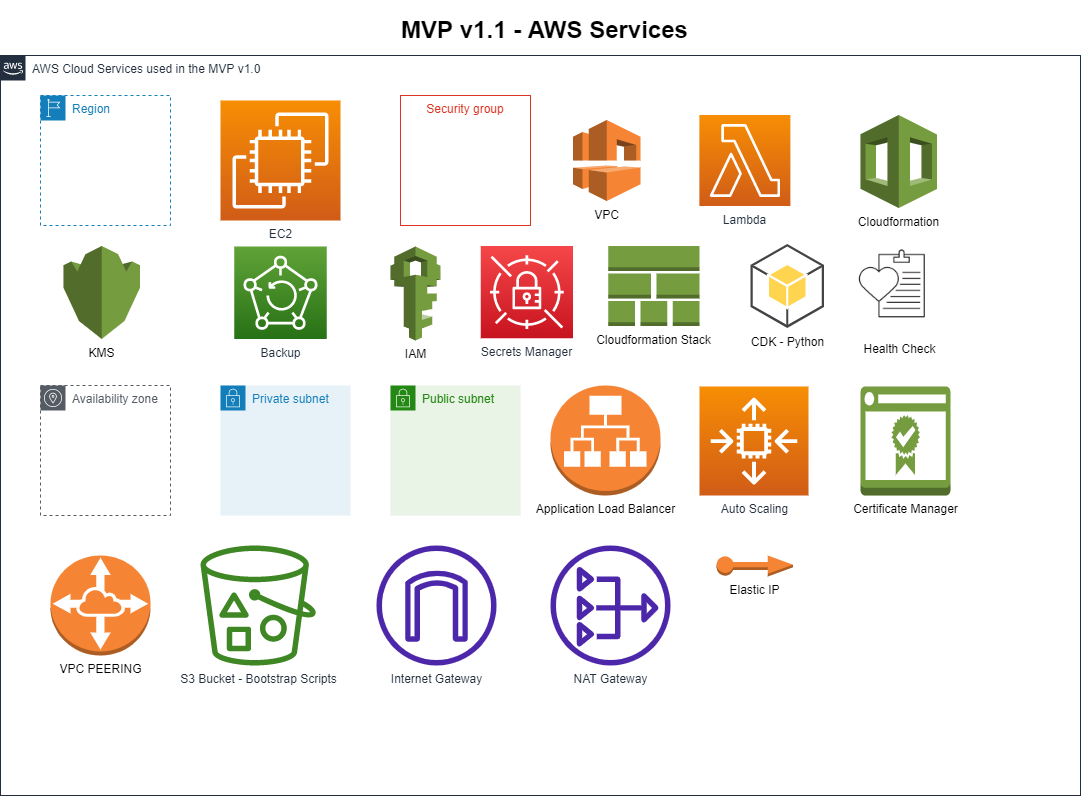 MVP v1.1 - AWS Services
aws
AWS Cloud Services used in the MVP v1.0
Region
EC2
Security group
VPC
Lambda
Cloudformation
KMS
Backup
IAM
Secrets Manager
Cloudformation Stack
CDK - Python
Health Check
Availability zone
Private subnet
Public subnet
Application Load Balancer
Auto Scaling
Certificate Manager
VPC PEERING
S3 Bucket - Bootstrap Scripts
Internet Gateway
NAT Gateway
Elastic IP